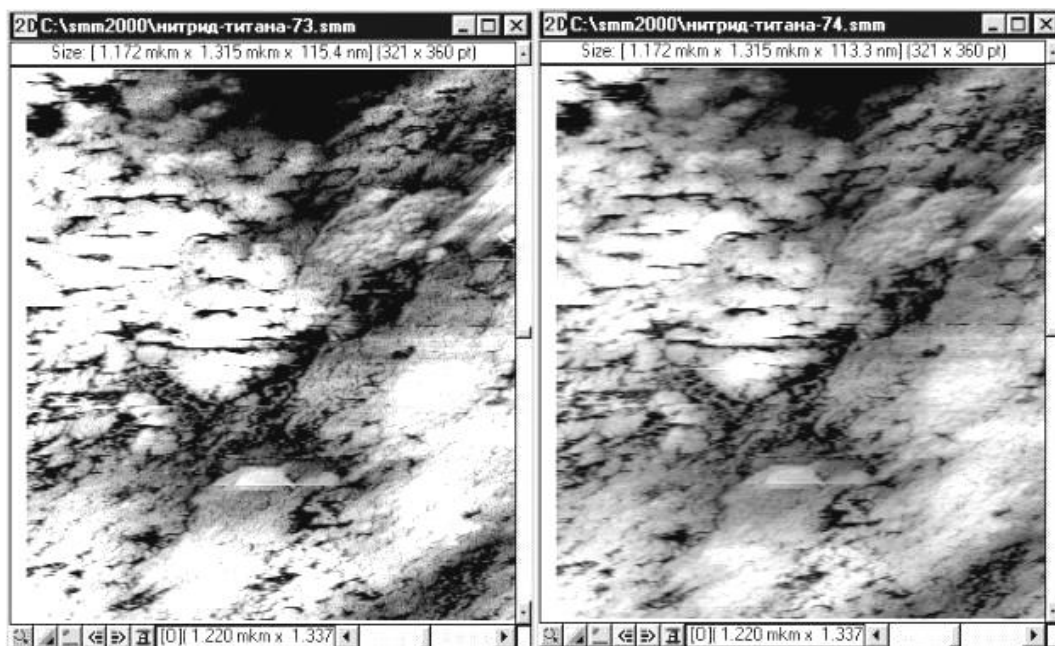 2D C:\smm2000\нитрид-титана-73.smm
Size: [ 1.172 mkm x 1.315 mkm x 115.4 nm] (321 x 360 pt)
[0][ 1.220 mkm x 1.337
2D C:\smm2000\нитрид-титана-74.smm
Size: [ 1.172 mkm x 1.315 mkm x 113.3 nm] (321 x 360 pt)
[0][ 1.220 mkm x 1.337